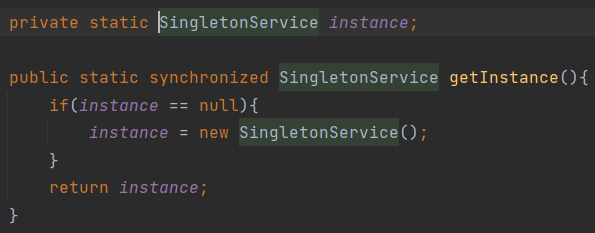 private static SingletonService instance;
public static synchronized SingletonService getInstance(){
if(instance == null){
instance = new SingletonService();
}
return instance;
}